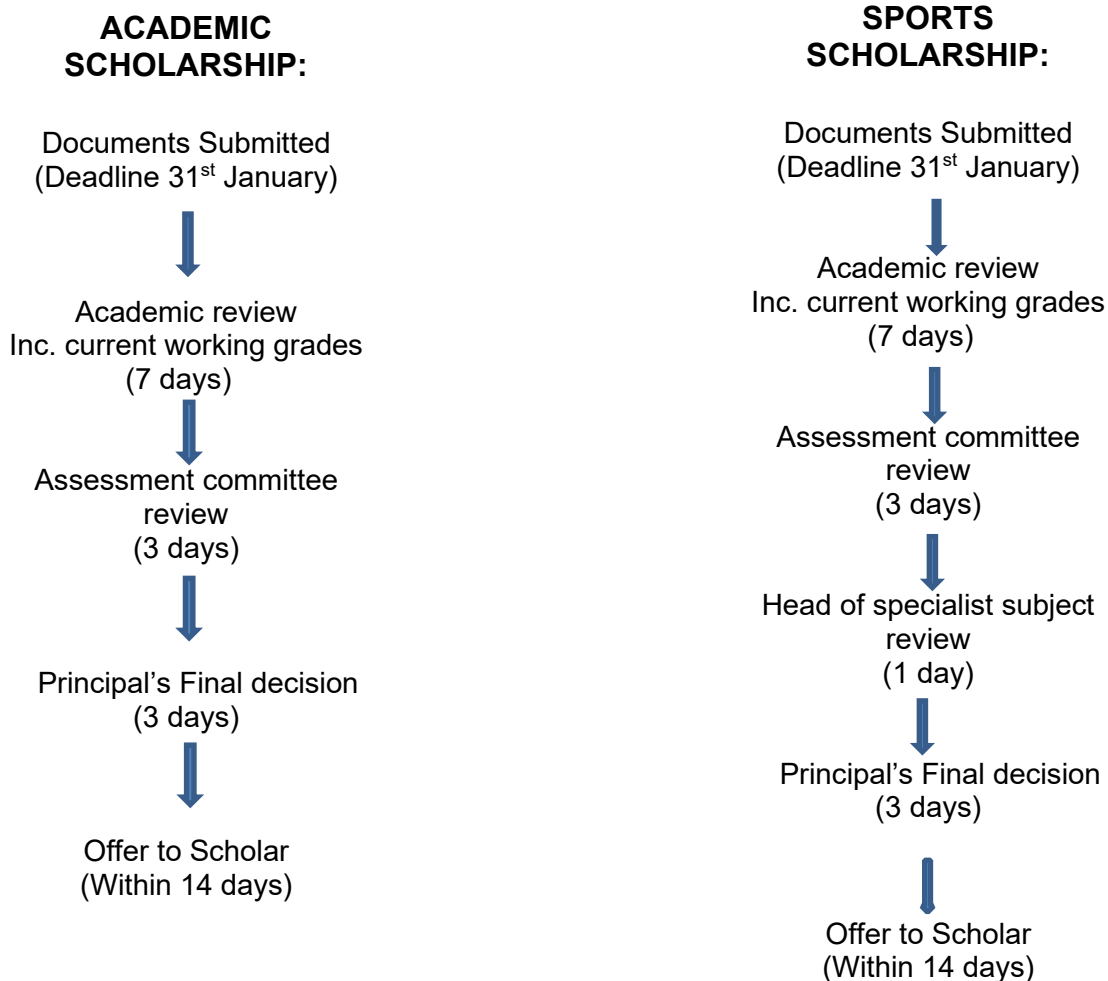 ACADEMIC
SCHOLARSHIP:
Documents Submitted
(Deadline 31st January)
Academic review
Inc. current working grades
(7 days)
Assessment committee
review
(3 days)
Principal’s Final decision
(3 days)
Offer to Scholar
(Within 14 days)
SPORTS
SCHOLARSHIP:
Documents Submitted
(Deadline 31st January)
Academic review
Inc. current working grades
(7 days)
Assessment committee
review
(3 days)
Head of specialist subject
review
(1 day)
Principal’s Final decision
(3 days)
Offer to Scholar
(Within 14 days)